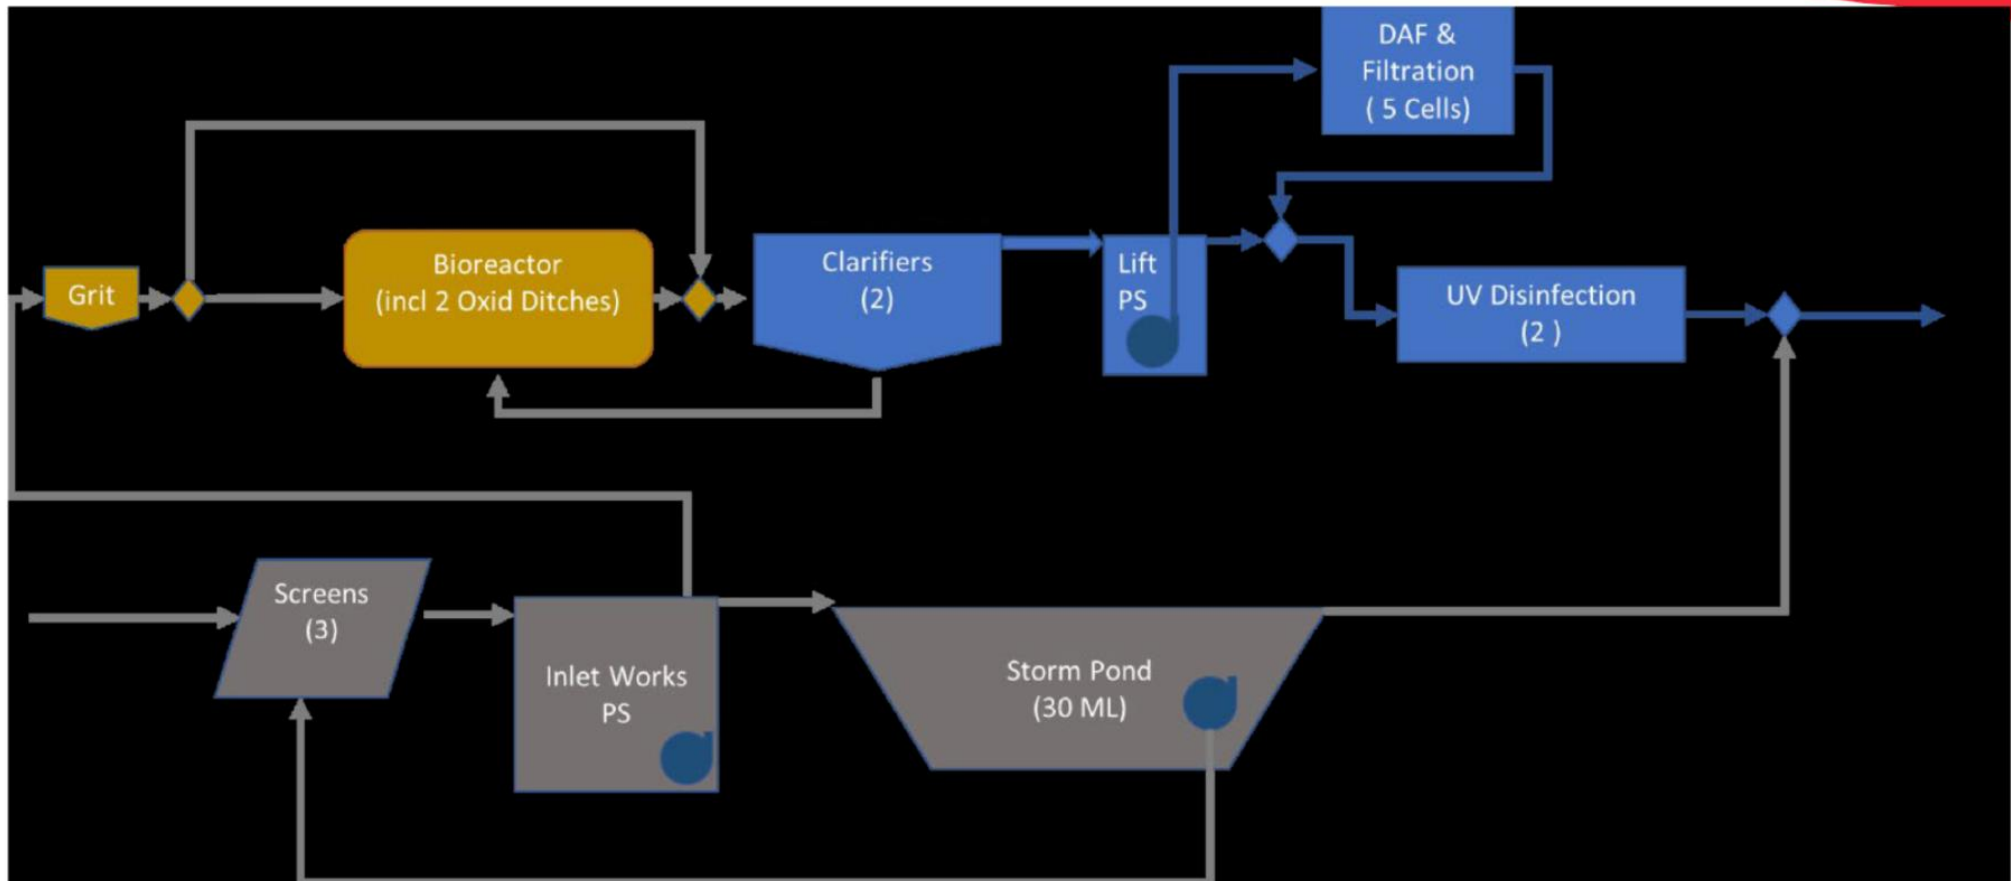 DAF &
Filtration
( 5 Cells)
Grit
Bioreactor
(incl 2 Oxid Ditches)
Clarifiers
(2)
Lift
PS
UV Disinfection
(2 )
Screens
(3)
Inlet Works
PS
Storm Pond
(30 ML)